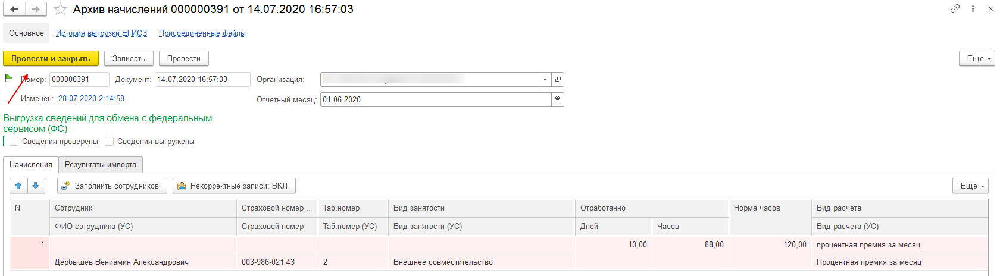 Архив начислений 000000391 от 14.07.2020 16:57:03
Основное История выгрузки ЕГИСЗ Присоединенные файлы
Провести и закрыть Записать Провести Еще
Номер: 000000391 Документ: 14.07.2020 16:57:03 Организация:
Изменен: 28.07.2020 2:14:58 Отчетный месяц: 01.06.2020
Выгрузка сведений для обмена с федеральным
сервисом (ФС)
Сведения проверены Сведения выгружены
Начисления Результаты импорта
Заполнить сотрудников Некорректные записи: ВКЛ Еще
N Сотрудник Страховой номер ... Таб.номер Вид занятости Отработанно Норма часов Вид расчета
ФИО сотрудника (УС) Страховой номер Таб.номер (УС) Вид занятости (УС) Дней Часов Вид расчета (УС)
1 10,00 88,00 120,00 процентная премия за месяц
Дербышев Вениамин Александрович 003-986-021 43 2 Внешнее совместительство Процентная премия за месяц